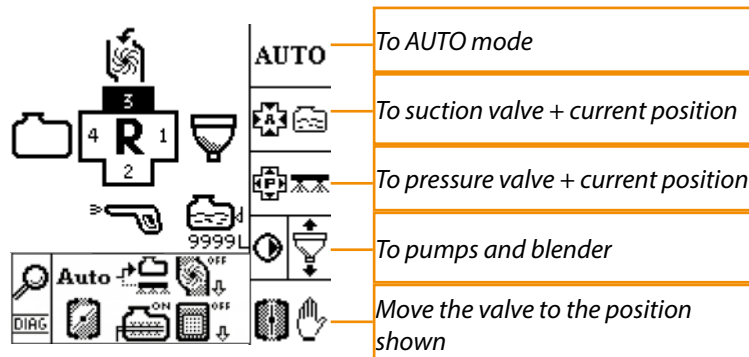 AUTO
To AUTO mode
3
4 R 1
2
A
To suction valve + current position
P
To pressure valve + current position
9999L
To pumps and blender
Auto
OFF
ON
OFF
DIAG
Move the valve to the position
shown